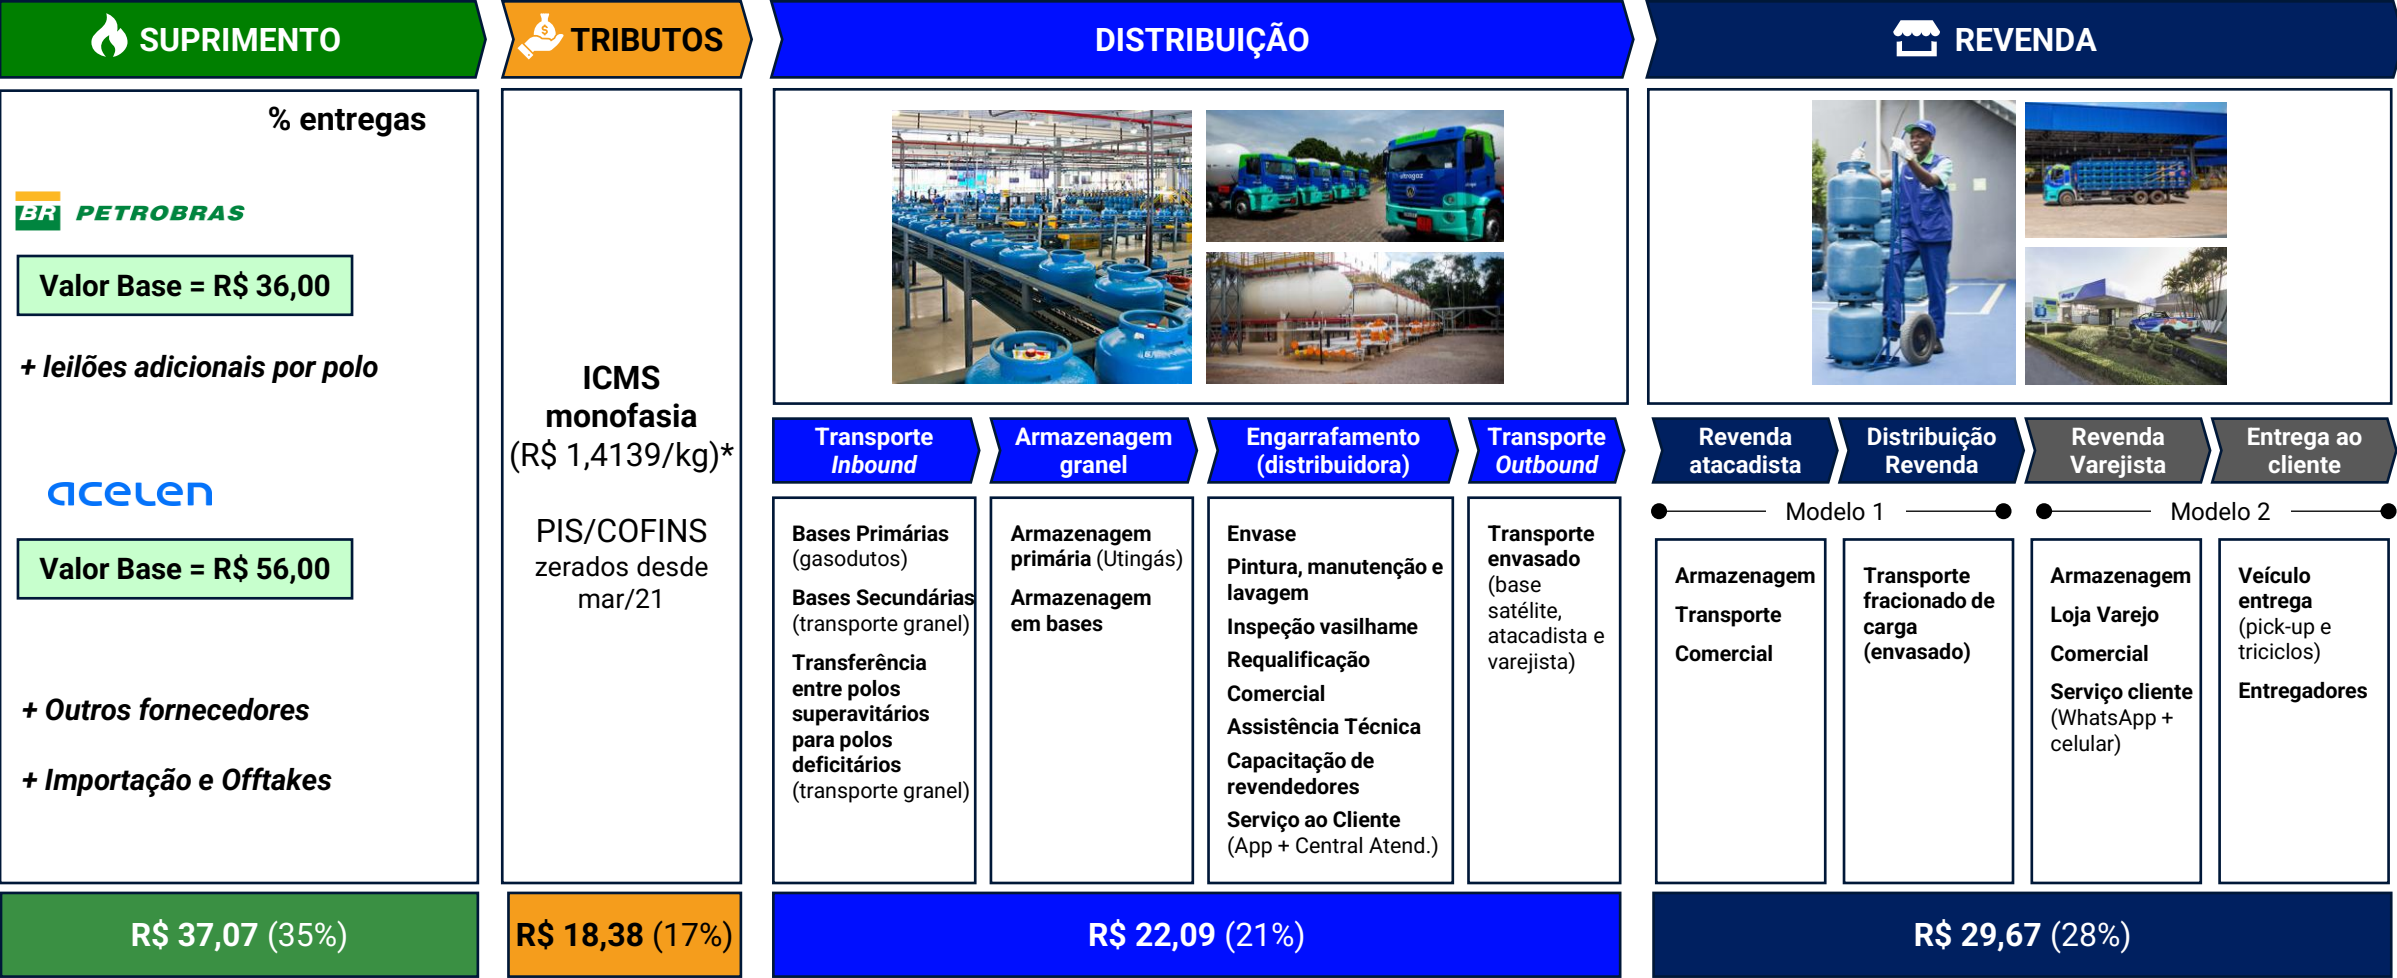 SUPRIMENTO
TRIBUTOS
DISTRIBUIÇÃO
REVENDA
% entregas
BR PETROBRAS
Valor Base = R$ 36,00
+ leilões adicionais por polo
acelen
Valor Base = R$ 56,00
+ Outros fornecedores
+ Importação e Offtakes
R$ 37,07 (35%)
ICMS
monofasia
(R$ 1,4139/kg)*
PIS/COFINS
zerados desde
mar/21
R$ 18,38 (17%)
ultragaz
Transporte
Inbound
Bases Primárias
(gasodutos)
Bases Secundárias
(transporte granel)
Transferência
entre polos
superavitários
para polos
deficitários
(transporte granel)
Armazenagem
granel
Armazenagem
primária (Utingás)
Armazenagem
em bases
Engarrafamento
(distribuidora)
Envase
Pintura, manutenção e
lavagem
Inspeção vasilhame
Requalificação
Comercial
Assistência Técnica
Capacitação de
revendedores
Serviço ao Cliente
(App + Central Atend.)
Transporte
Outbound
Transporte
envasado
(base
satélite,
atacadista e
varejista)
R$ 22,09 (21%)
Revenda
atacadista
Distribuição
Revenda
Revenda
Varejista
Entrega ao
cliente
Modelo 1
Modelo 2
Armazenagem
Transporte
Comercial
Transporte
fracionado de
carga
(envasado)
Armazenagem
Loja Varejo
Comercial
Serviço cliente
(WhatsApp +
celular)
Veículo
entrega
(pick-up e
triciclos)
Entregadores
R$ 29,67 (28%)